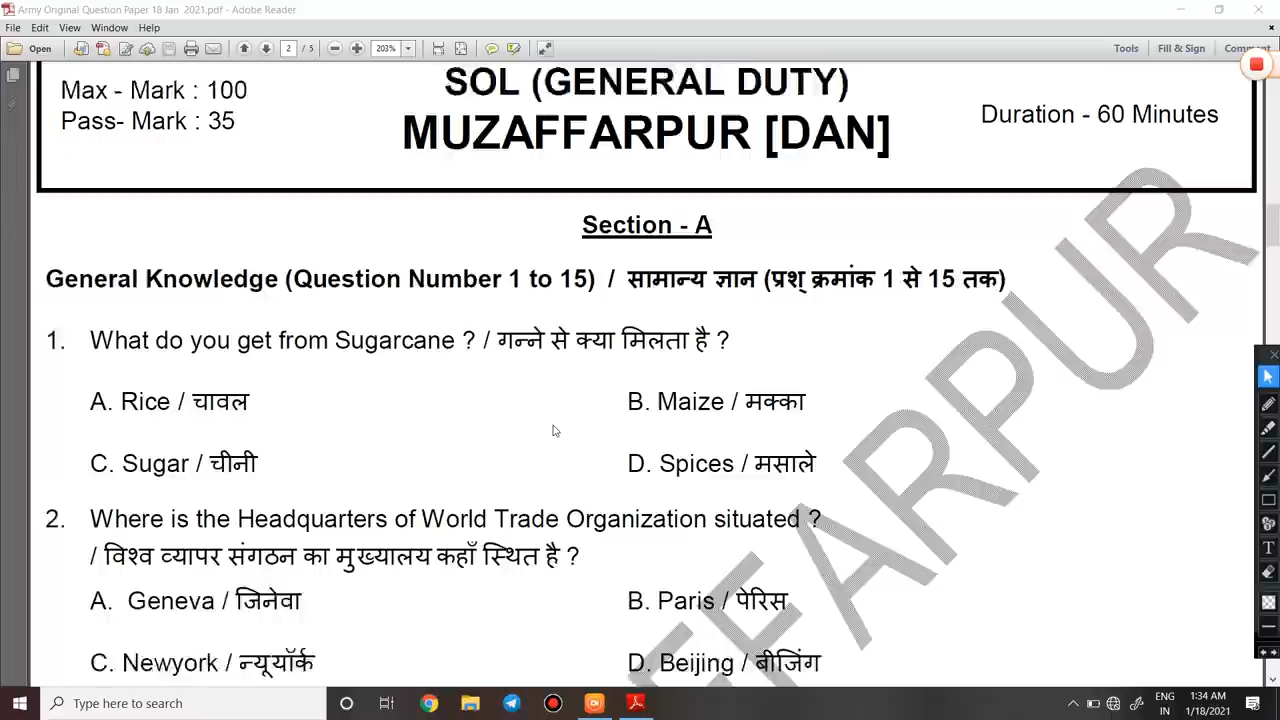 Army Original Question Paper 18 Jan 2021.pdf - Adobe Reader
File Edit View Window Help
Open 2 / 5 203% Tools Fill & Sign Comment
Max - Mark : 100
Pass- Mark : 35
SOL (GENERAL DUTY)
MUZAFFARPUR [DAN]
Duration - 60 Minutes
Section - A
General Knowledge (Question Number 1 to 15) / सामान्य ज्ञान (प्रश् क्रमांक 1 से 15 तक)
1. What do you get from Sugarcane ? / गन्ने से क्या मिलता है ?
A. Rice / चावल B. Maize / मक्का
C. Sugar / चीनी D. Spices / मसाले
2. Where is the Headquarters of World Trade Organization situated ?
/ विश्व व्यापर संगठन का मुख्यालय कहाँ स्थित है ?
A. Geneva / जिनेवा B. Paris / पेरिस
C. Newyork / न्यूयॉर्क D. Beijing / बीजिंग
FFARPUR
Type here to search
ENG 1:34 AM
IN 1/18/2021